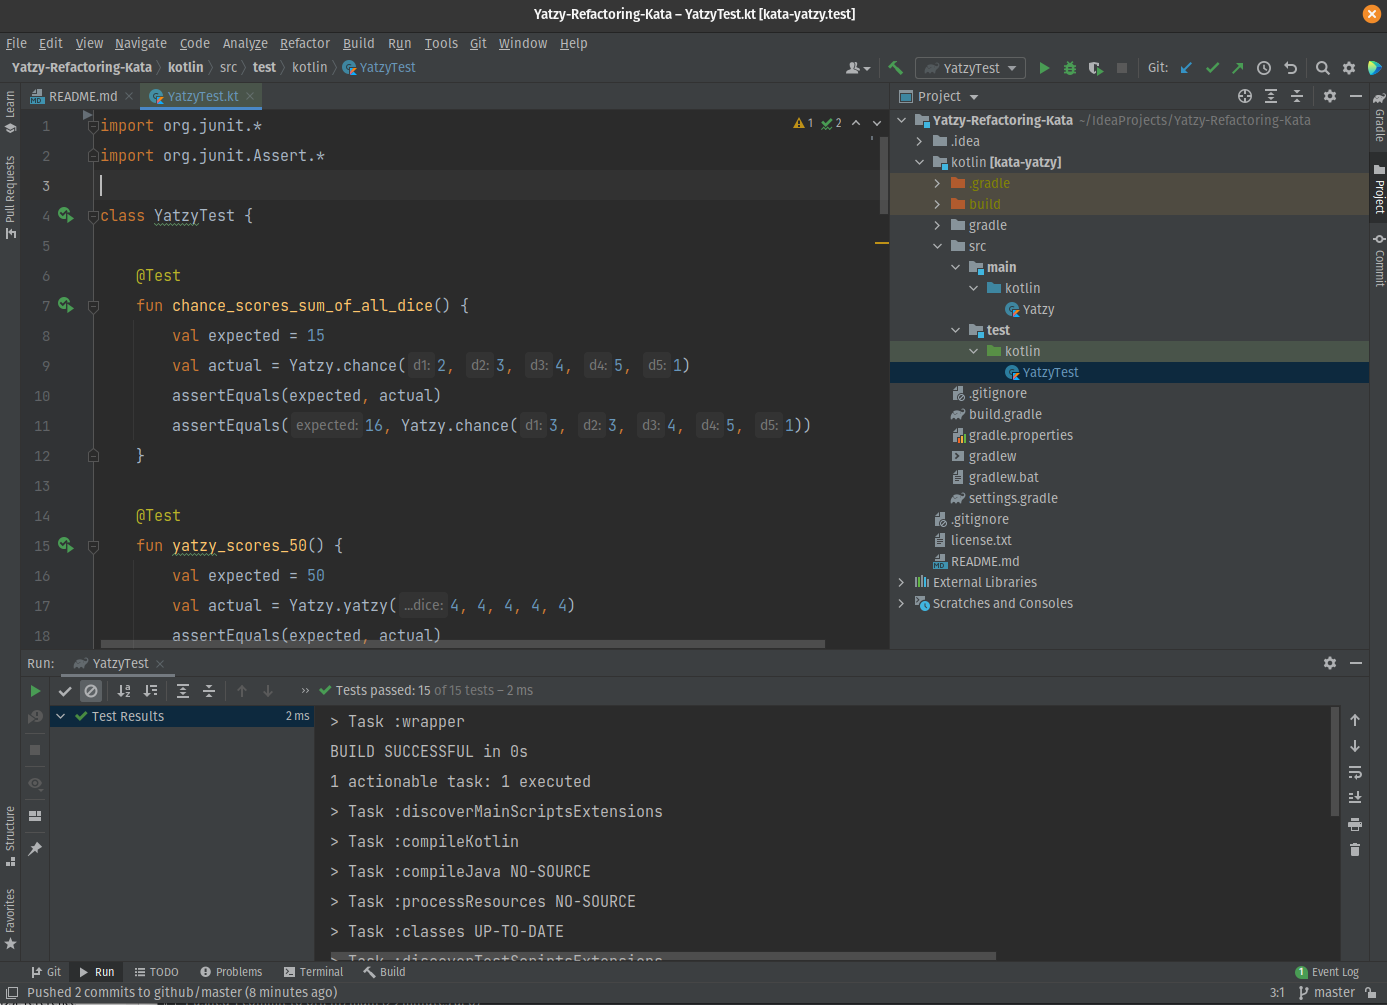 Yatzy-Refactoring-Kata – YatzyTest.kt [kata-yatzy.test]
File Edit View Navigate Code Analyze Refactor Build Run Tools Git Window Help
Yatzy-Refactoring-Kata kotlin src test kotlin YatzyTest
YatzyTest Git:
Learn
Pull Requests
Structure
Favorites
README.md YatzyTest.kt
1 import org.junit.*
2 import org.junit.Assert.*
3
4 class YatzyTest {
5
6 @Test
7 fun chance_scores_sum_of_all_dice() {
8 val expected = 15
9 val actual = Yatzy.chance( d1: 2, d2: 3, d3: 4, d4: 5, d5: 1)
10 assertEquals(expected, actual)
11 assertEquals( expected: 16, Yatzy.chance( d1: 3, d2: 3, d3: 4, d4: 5, d5: 1))
12 }
13
14 @Test
15 fun yatzy_scores_50() {
16 val expected = 50
17 val actual = Yatzy.yatzy( ...dice: 4, 4, 4, 4, 4)
18 assertEquals(expected, actual)
1 2
Project
Yatzy-Refactoring-Kata ~/IdeaProjects/Yatzy-Refactoring-Kata
.idea
kotlin [kata-yatzy]
.gradle
build
gradle
src
main
kotlin
Yatzy
test
kotlin
YatzyTest
.gitignore
build.gradle
gradle.properties
gradlew
gradlew.bat
settings.gradle
.gitignore
license.txt
README.md
External Libraries
Scratches and Consoles
Gradle
Project
Commit
Run: YatzyTest
Tests passed: 15 of 15 tests – 2 ms
Test Results 2 ms
> Task :wrapper
BUILD SUCCESSFUL in 0s
1 actionable task: 1 executed
> Task :discoverMainScriptsExtensions
> Task :compileKotlin
> Task :compileJava NO-SOURCE
> Task :processResources NO-SOURCE
> Task :classes UP-TO-DATE
> Task :discoverTestScriptsExtensions
Git Run TODO Problems Terminal Build 1 Event Log
Pushed 2 commits to github/master (8 minutes ago) 3:1 master